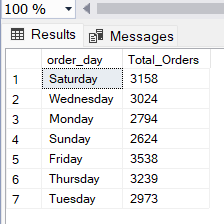 100 %
Results Messages
order_day Total_Orders
1 Saturday 3158
2 Wednesday 3024
3 Monday 2794
4 Sunday 2624
5 Friday 3538
6 Thursday 3239
7 Tuesday 2973